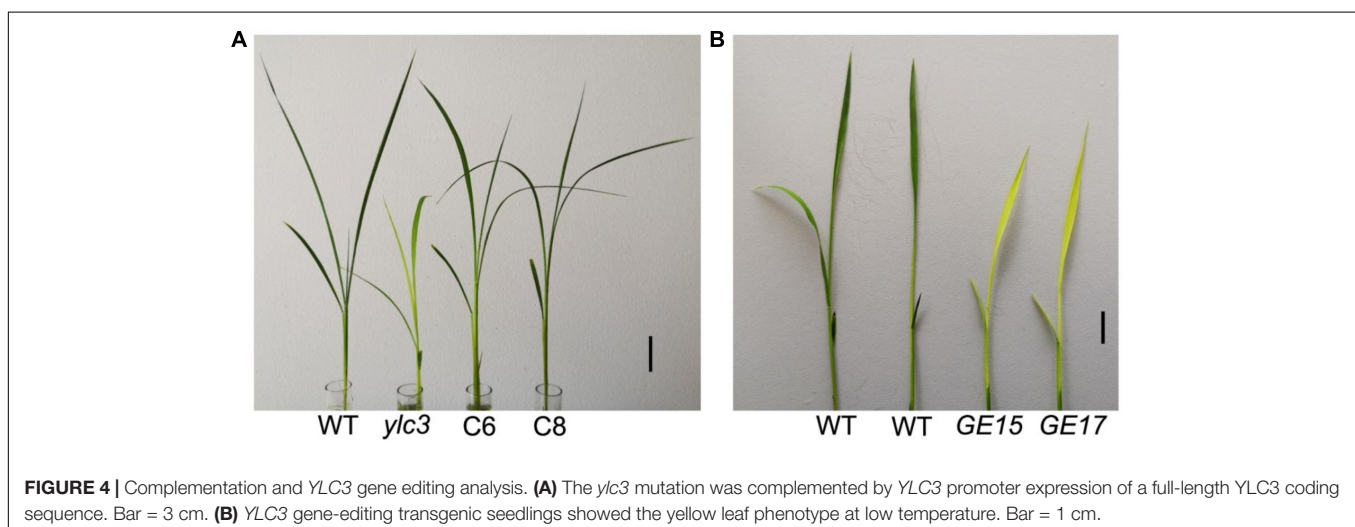 A
B
WT ylc3 C6 C8
WT WT GE15 GE17
FIGURE 4 | Complementation and YLC3 gene editing analysis. (A) The ylc3 mutation was complemented by YLC3 promoter expression of a full-length YLC3 coding
sequence. Bar = 3 cm. (B) YLC3 gene-editing transgenic seedlings showed the yellow leaf phenotype at low temperature. Bar = 1 cm.